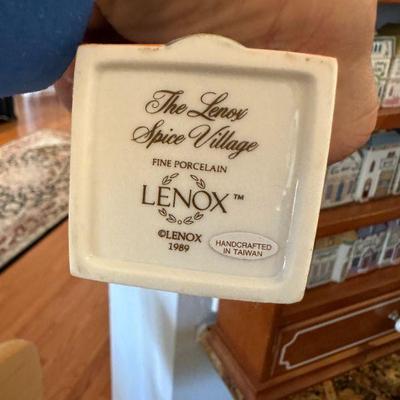 The Lenox
Spice Village
FINE PORCELAIN
LENOX™
©LENOX
1989
HANDCRAFTED
IN TAIWAN